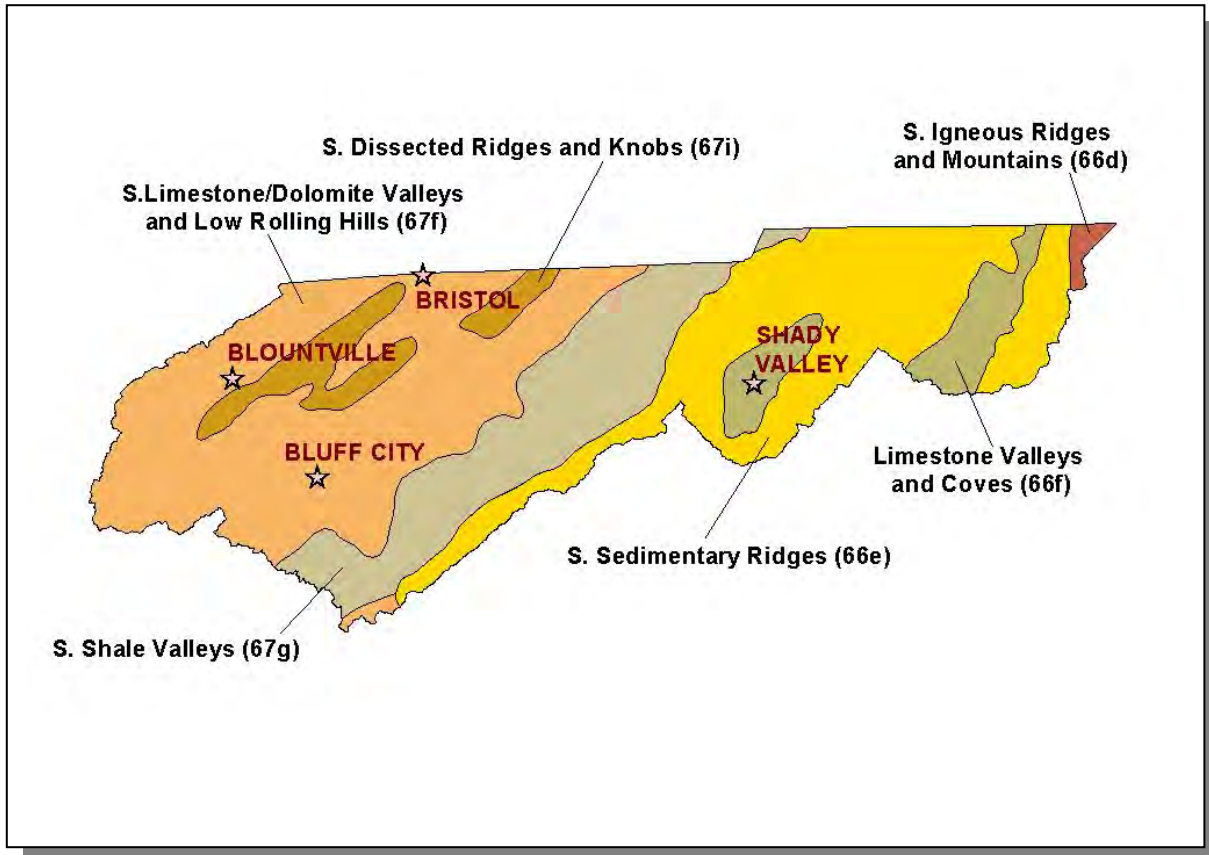 S. Igneous Ridges
and Mountains (66d)
S. Dissected Ridges and Knobs (67i)
S.Limestone/Dolomite Valleys
and Low Rolling Hills (67f)
BRISTOL
BLOUNTVILLE
SHADY
VALLEY
BLUFF CITY
Limestone Valleys
and Coves (66f)
S. Sedimentary Ridges (66e)
S. Shale Valleys (67g)